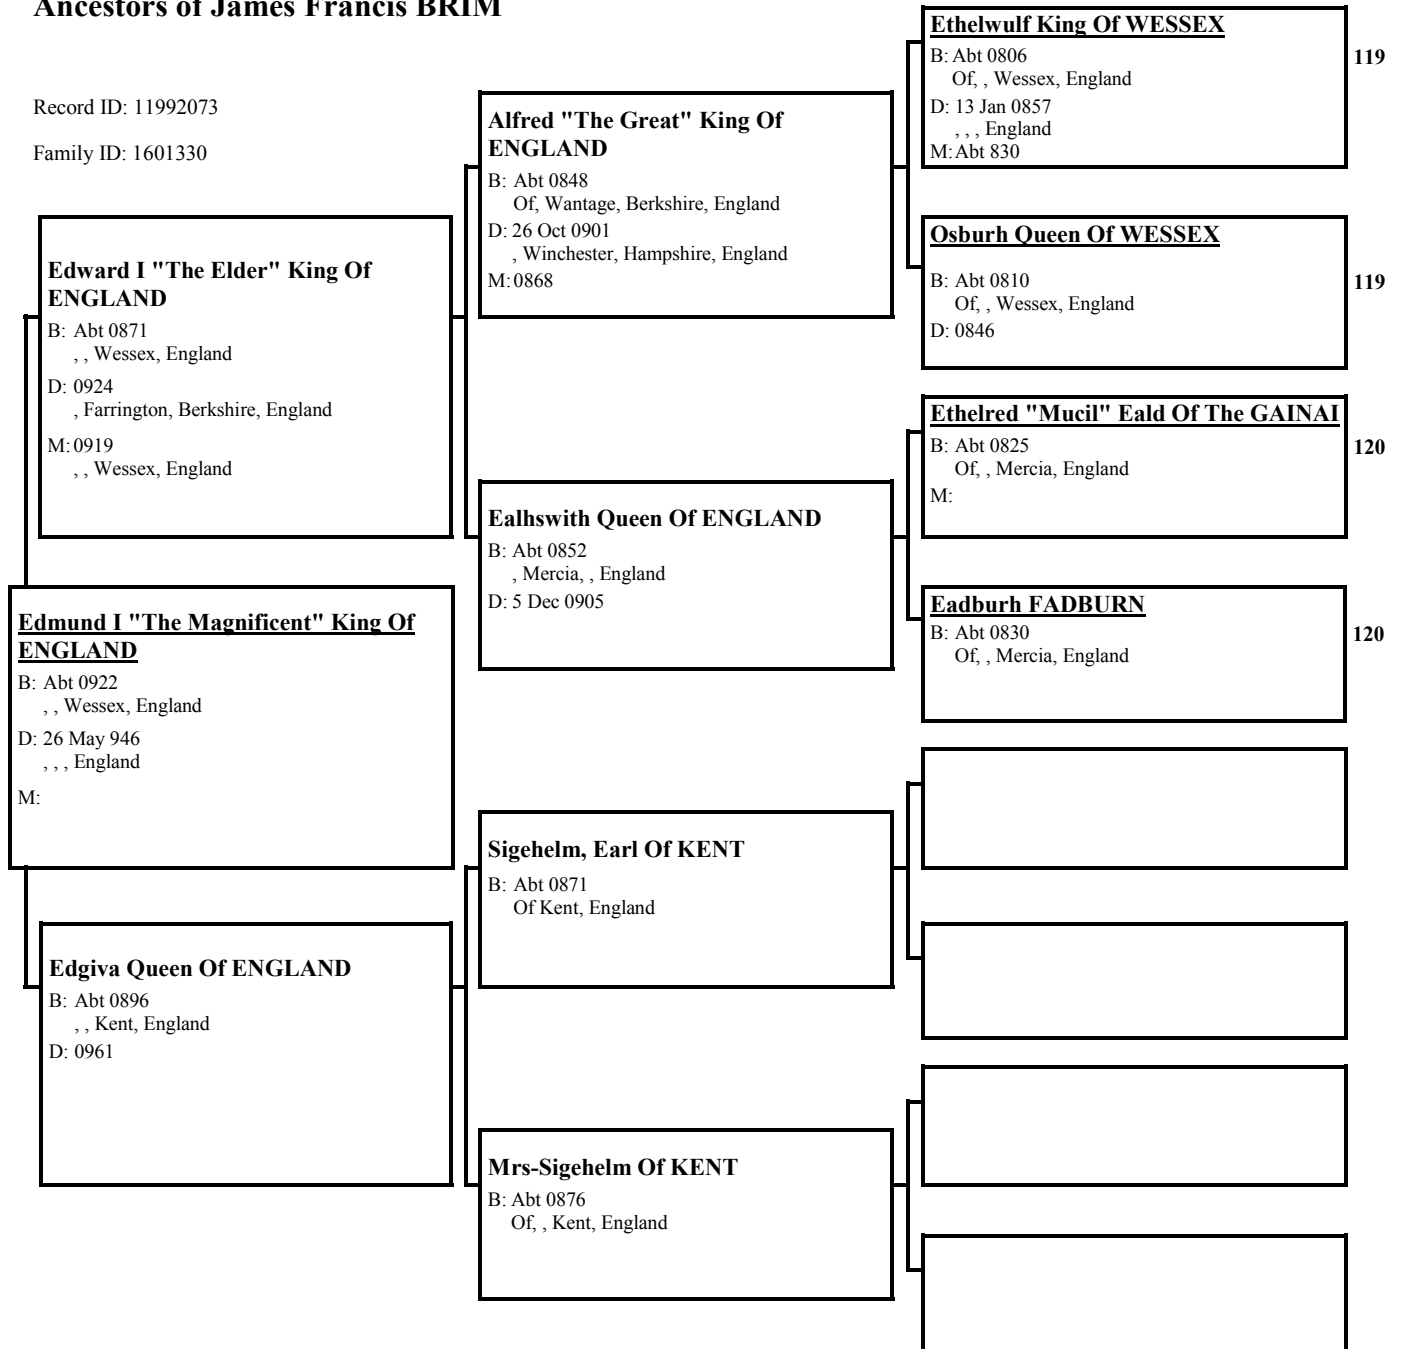 Ancestors of James Francis BRIM
Record ID: 11992073
Family ID: 1601330
Edward I "The Elder" King Of
ENGLAND
B: Abt 0871
, , Wessex, England
D: 0924
, Farrington, Berkshire, England
M: 0919
, , Wessex, England
Edmund I "The Magnificent" King Of
ENGLAND
B: Abt 0922
, , Wessex, England
D: 26 May 946
, , , England
M:
Edgiva Queen Of ENGLAND
B: Abt 0896
, , Kent, England
D: 0961
Alfred "The Great" King Of
ENGLAND
B: Abt 0848
Of, Wantage, Berkshire, England
D: 26 Oct 0901
, Winchester, Hampshire, England
M: 0868
Ealhswith Queen Of ENGLAND
B: Abt 0852
, Mercia, , England
D: 5 Dec 0905
Sigehelm, Earl Of KENT
B: Abt 0871
Of Kent, England
Mrs-Sigehelm Of KENT
B: Abt 0876
Of, , Kent, England
Ethelwulf King Of WESSEX
B: Abt 0806
Of, , Wessex, England
D: 13 Jan 0857
, , , England
M: Abt 830
119
Osburh Queen Of WESSEX
B: Abt 0810
Of, , Wessex, England
D: 0846
119
Ethelred "Mucil" Eald Of The GAINAI
B: Abt 0825
Of, , Mercia, England
M:
120
Eadburh FADBURN
B: Abt 0830
Of, , Mercia, England
120